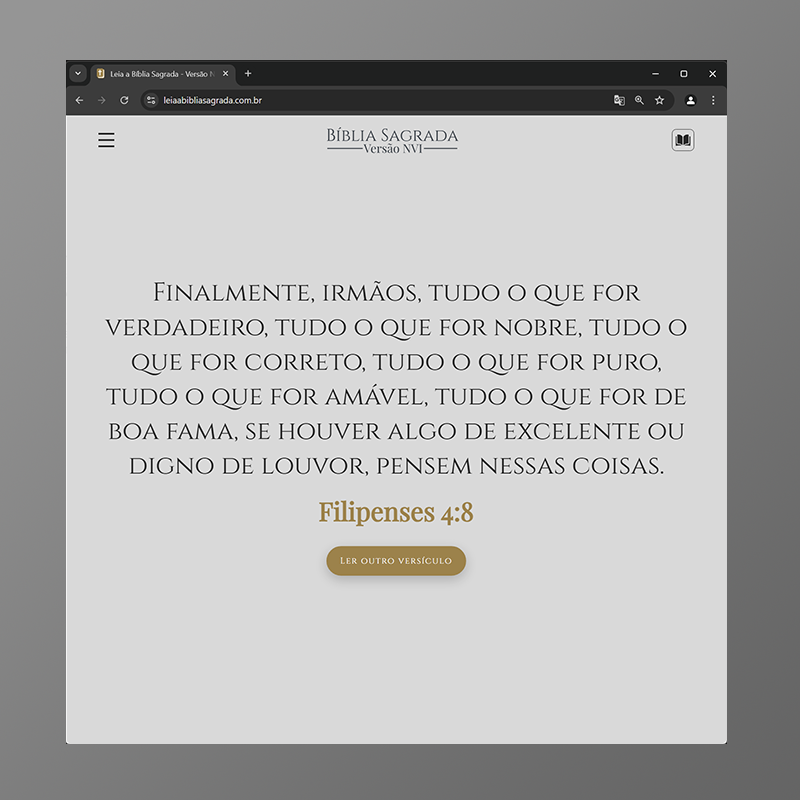 Leia a Bíblia Sagrada - Versão N
leiaabibliasagrada.com.br
Bíblia Sagrada
Versão NVI
Finalmente, irmãos, tudo o que for
verdadeiro, tudo o que for nobre, tudo o
que for correto, tudo o que for puro,
tudo o que for amável, tudo o que for de
boa fama, se houver algo de excelente ou
digno de louvor, pensem nessas coisas.
Filipenses 4:8
Ler outro versículo